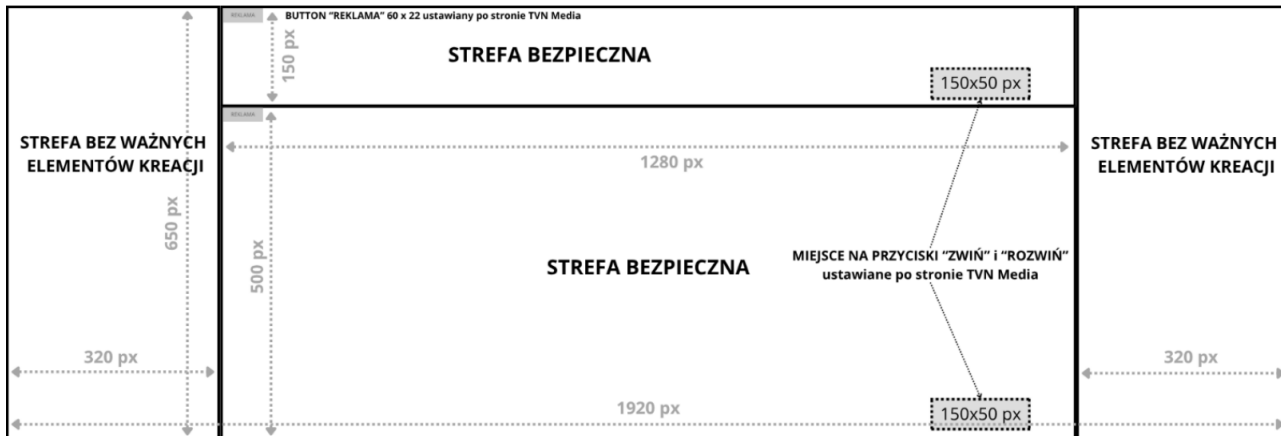 REKLAMA
BUTTON “REKLAMA” 60 x 22 ustawiany po stronie TVN Media
150 px
STREFA BEZPIECZNA
150x50 px
REKLAMA
STREFA BEZ WAŻNYCH
ELEMENTÓW KREACJI
650 px
1280 px
STREFA BEZ WAŻNYCH
ELEMENTÓW KREACJI
500 px
STREFA BEZPIECZNA
MIEJSCE NA PRZYCISKI “ZWIŃ” i “ROZWIŃ”
ustawiane po stronie TVN Media
320 px
320 px
1920 px
150x50 px